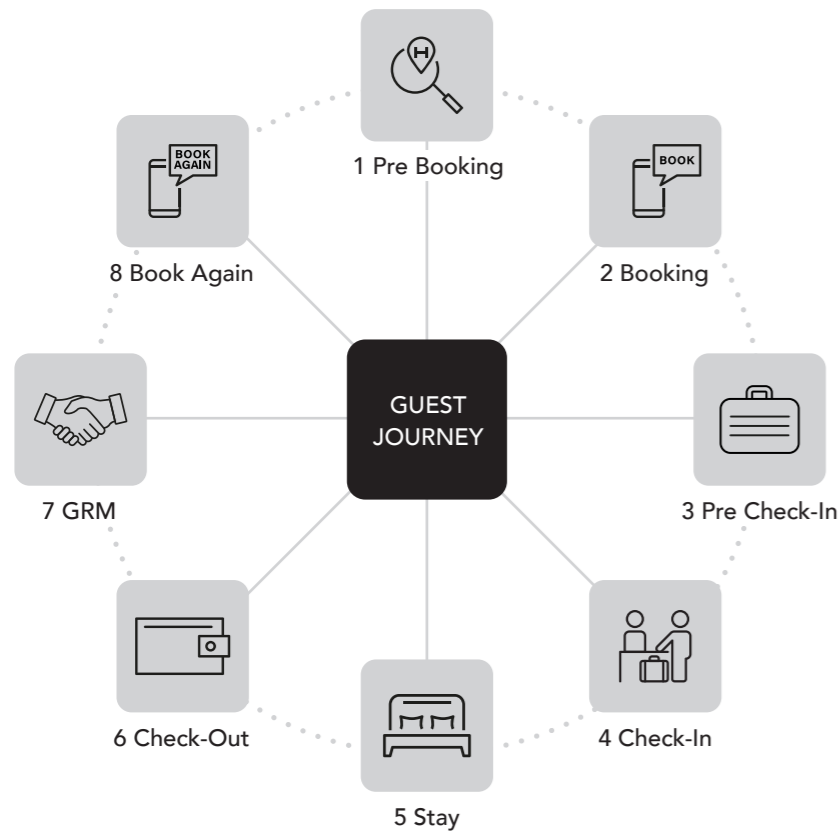 H
1 Pre Booking
BOOK
2 Booking
3 Pre Check-In
4 Check-In
5 Stay
6 Check-Out
7 GRM
BOOK
AGAIN
8 Book Again
GUEST
JOURNEY